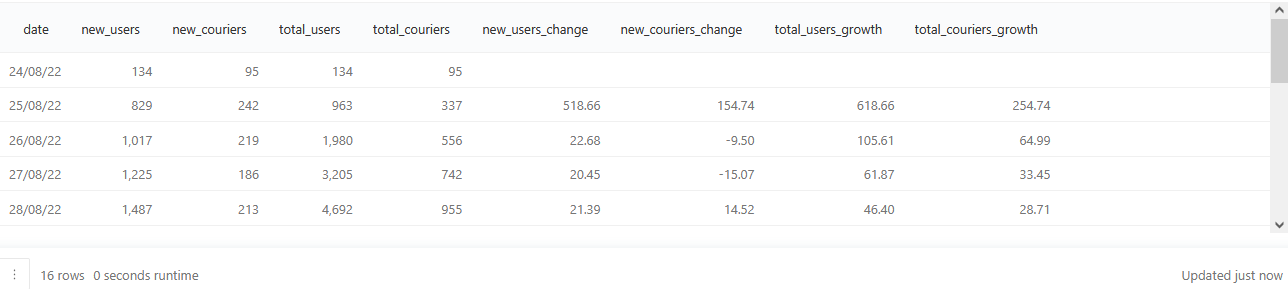 date new_users new_couriers total_users total_couriers new_users_change new_couriers_change total_users_growth total_couriers_growth
24/08/22 134 95 134 95
25/08/22 829 242 963 337 518.66 154.74 618.66 254.74
26/08/22 1,017 219 1,980 556 22.68 -9.50 105.61 64.99
27/08/22 1,225 186 3,205 742 20.45 -15.07 61.87 33.45
28/08/22 1,487 213 4,692 955 21.39 14.52 46.40 28.71
16 rows 0 seconds runtime Updated just now